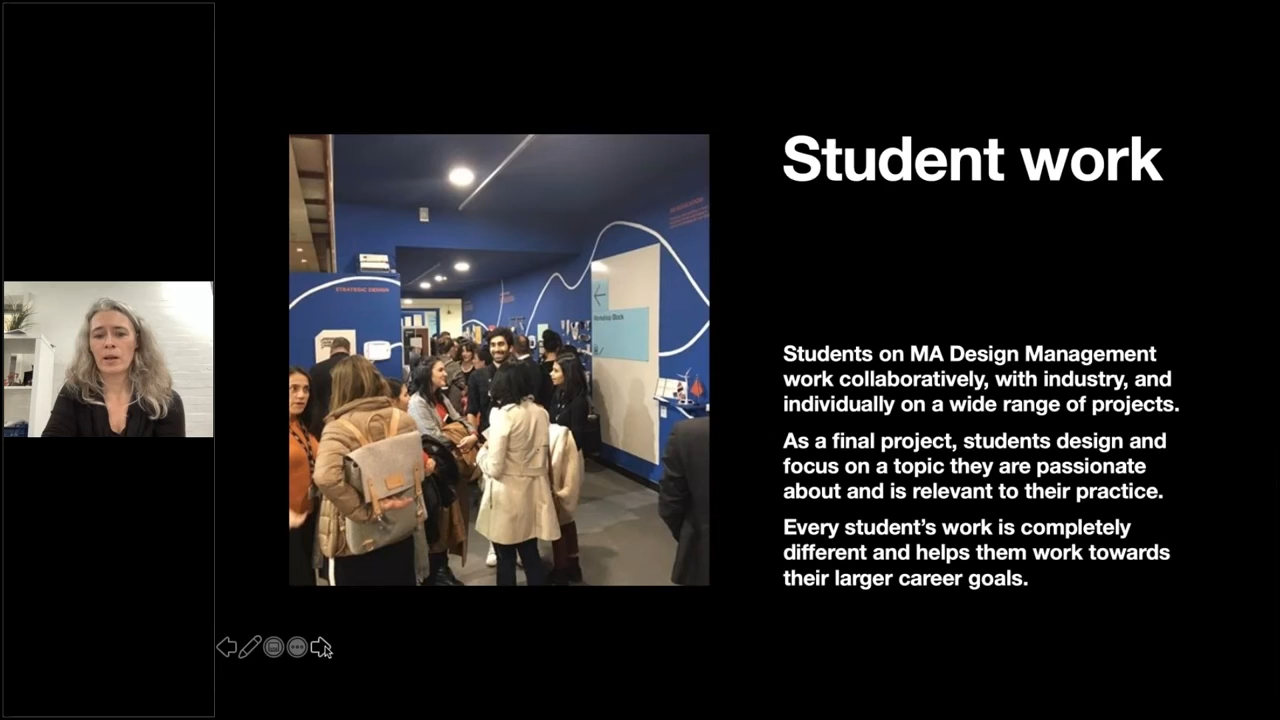 Student work
STRATEGIC DESIGN
Workshop Block
Students on MA Design Management
work collaboratively, with industry, and
individually on a wide range of projects.
As a final project, students design and
focus on a topic they are passionate
about and is relevant to their practice.
Every student’s work is completely
different and helps them work towards
their larger career goals.